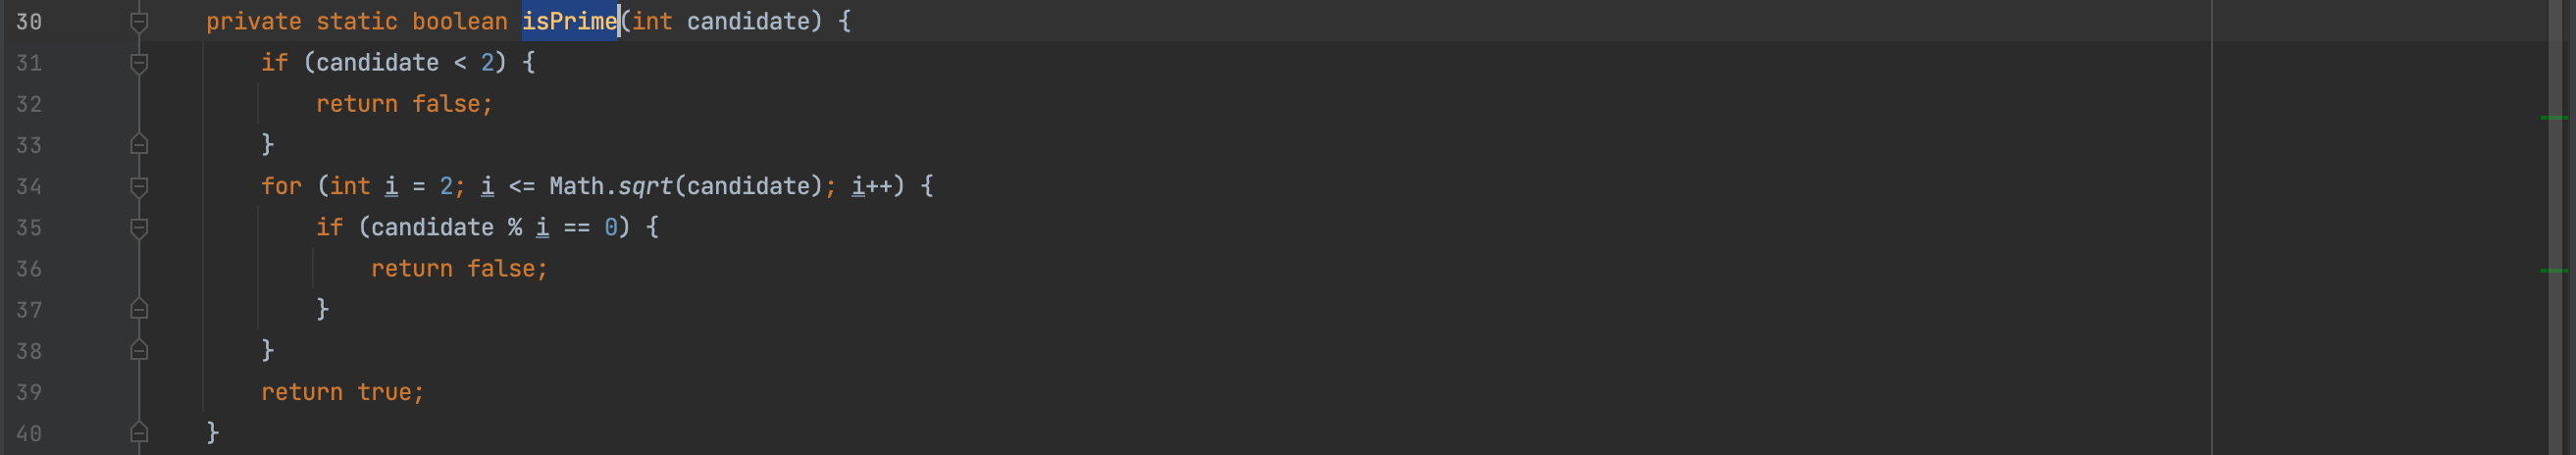 30 private static boolean isPrime(int candidate) {
31 if (candidate < 2) {
32 return false;
33 }
34 for (int i = 2; i <= Math.sqrt(candidate); i++) {
35 if (candidate % i == 0) {
36 return false;
37 }
38 }
39 return true;
40 }